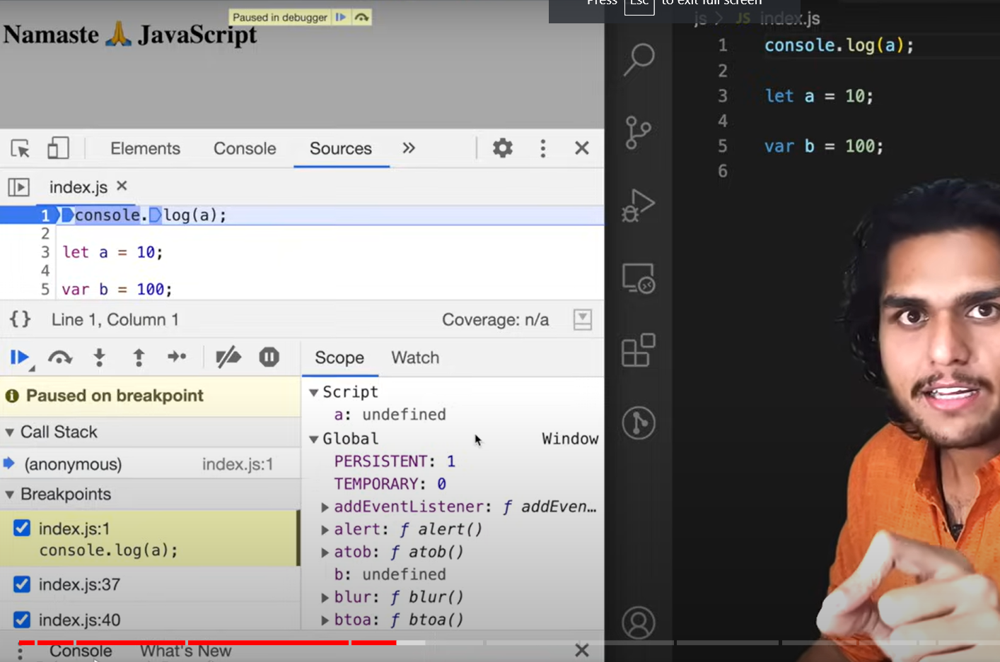 Paused in debugger
Press Esc to exit full screen
Namaste 🙏 JavaScript
js > JS index.js
1 console.log(a);
2
3 let a = 10;
4
5 var b = 100;
6
Elements Console Sources »
index.js ×
1 console.log(a);
2
3 let a = 10;
4
5 var b = 100;
{} Line 1, Column 1 Coverage: n/a
Scope Watch
Paused on breakpoint
Call Stack
(anonymous) index.js:1
Breakpoints
index.js:1
console.log(a);
index.js:37
index.js:40
Script
a: undefined
Global Window
PERSISTENT: 1
TEMPORARY: 0
addEventListener: ƒ addEven…
alert: ƒ alert()
atob: ƒ atob()
b: undefined
blur: ƒ blur()
btoa: ƒ btoa()
Console What's New